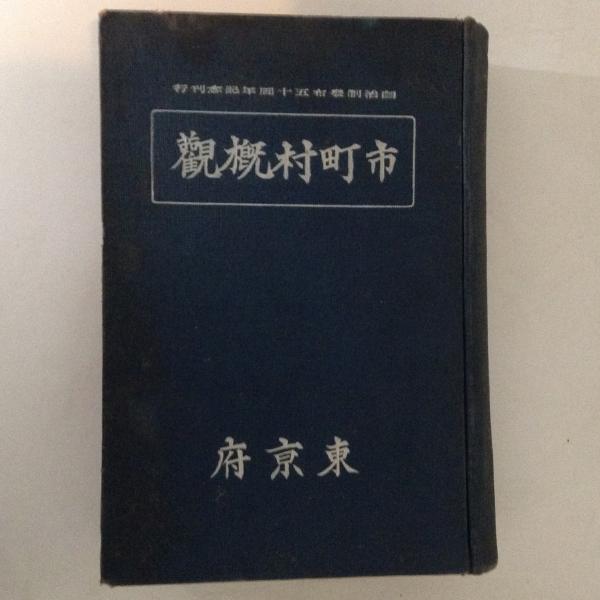 自治制發布五十周年記念刊行
市町村概觀
東京府